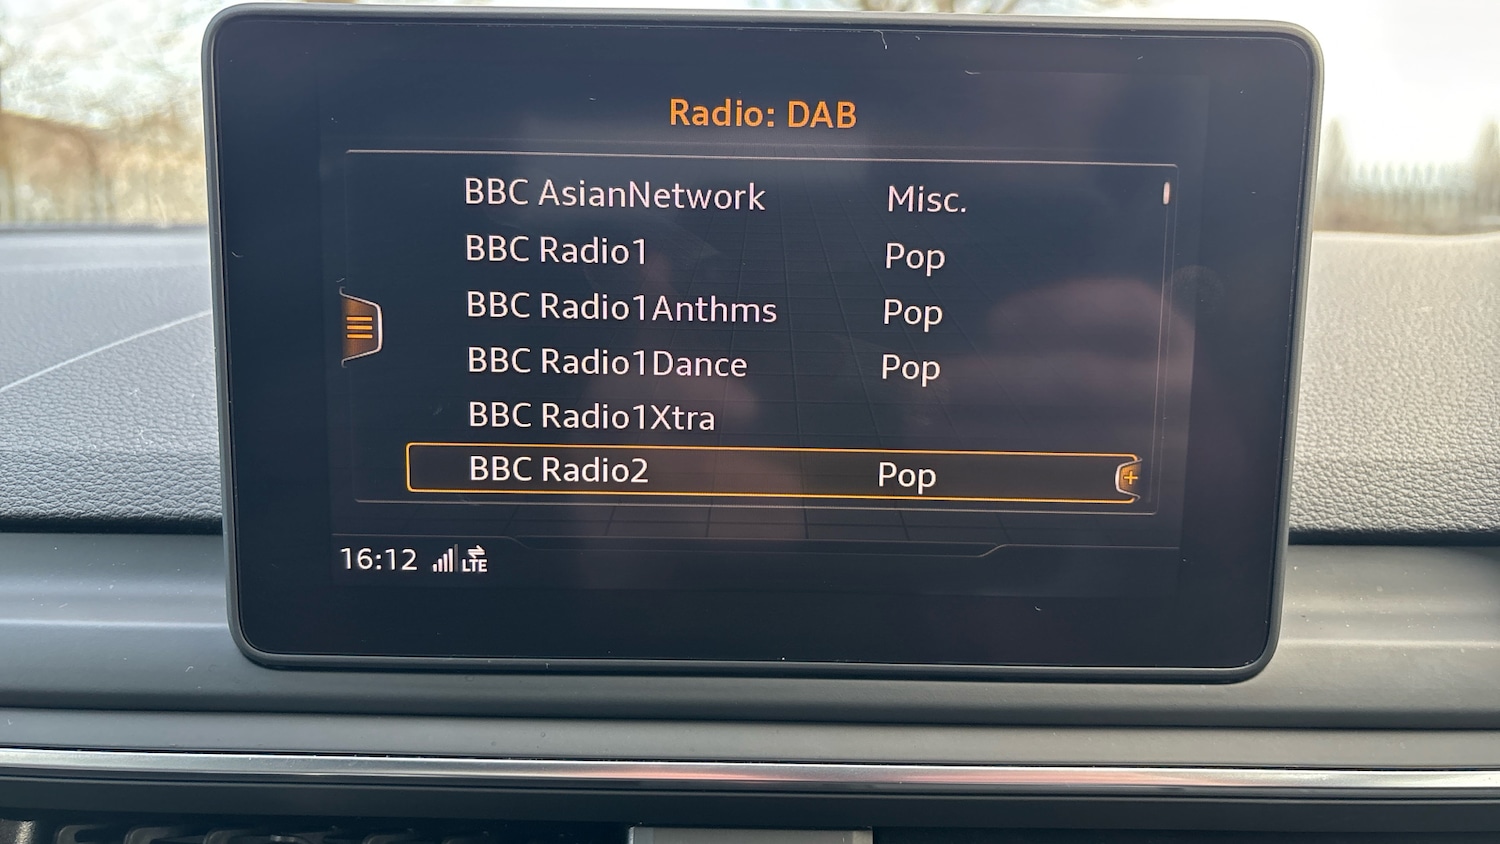 Radio: DAB
BBC AsianNetwork Misc.
BBC Radio1 Pop
BBC Radio1Anthms Pop
BBC Radio1Dance Pop
BBC Radio1Xtra
BBC Radio2 Pop
16:12 LTE